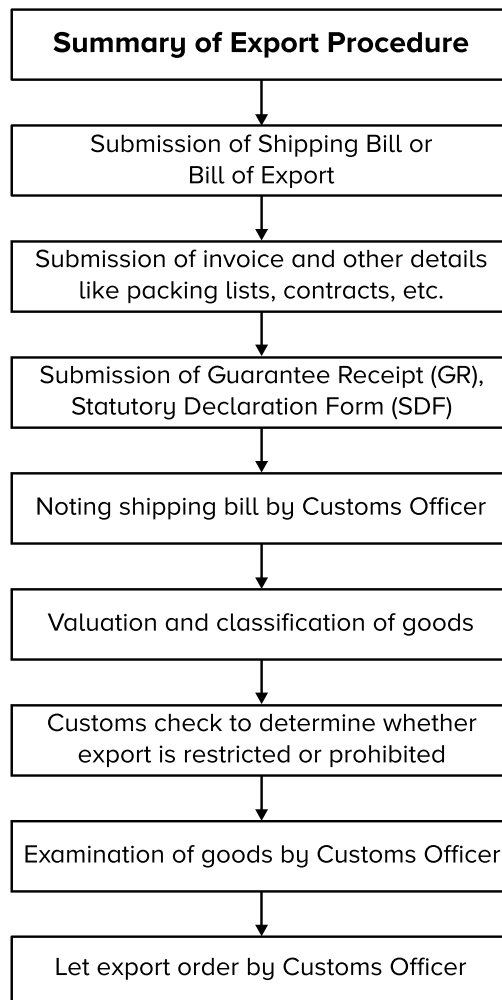 Summary of Export Procedure
Submission of Shipping Bill or
Bill of Export
Submission of invoice and other details
like packing lists, contracts, etc.
Submission of Guarantee Receipt (GR),
Statutory Declaration Form (SDF)
Noting shipping bill by Customs Officer
Valuation and classification of goods
Customs check to determine whether
export is restricted or prohibited
Examination of goods by Customs Officer
Let export order by Customs Officer